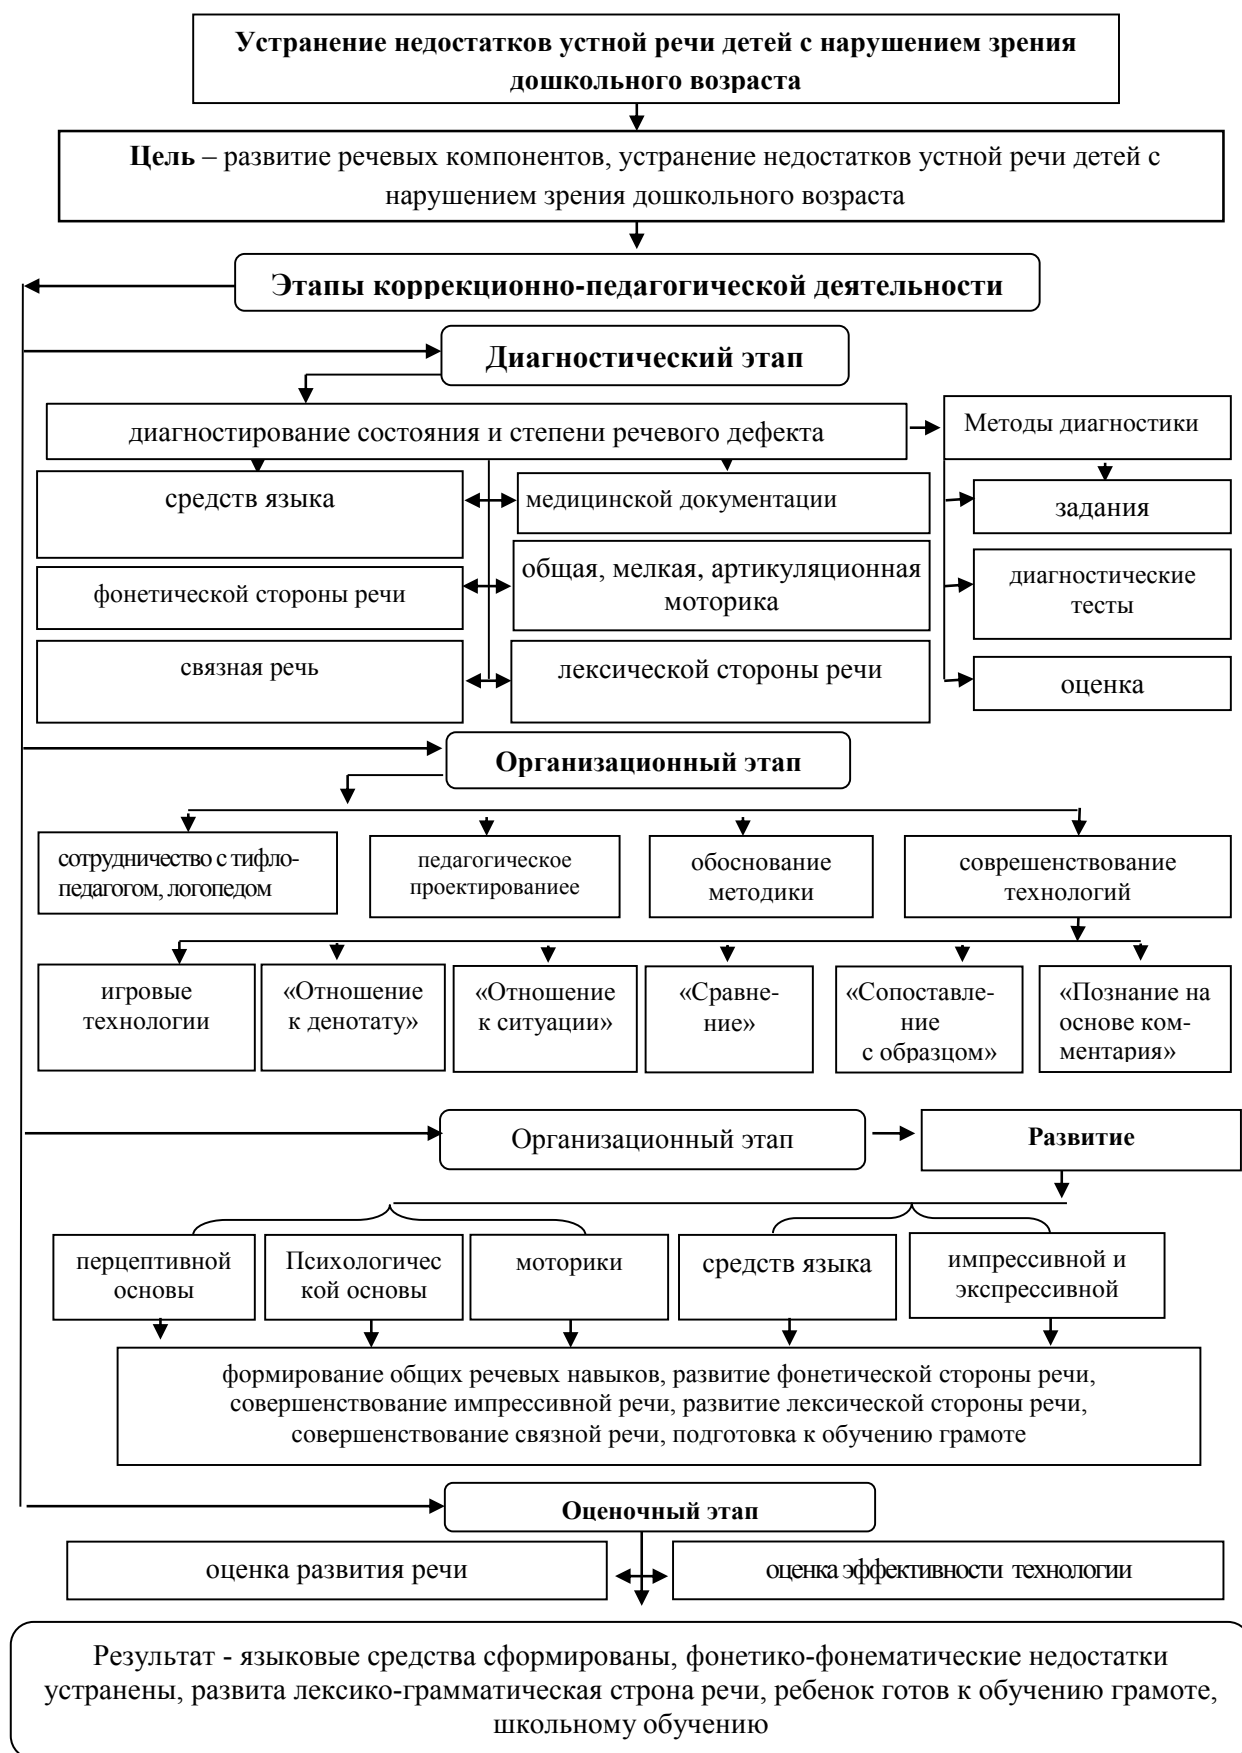 Устранение недостатков устной речи детей с нарушением зрения
дошкольного возраста
Цель – развитие речевых компонентов, устранение недостатков устной речи детей с
нарушением зрения дошкольного возраста
Этапы коррекционно-педагогической деятельности
Диагностический этап
диагностирование состояния и степени речевого дефекта
Методы диагностики
средств языка
медицинской документации
задания
фонетической стороны речи
общая, мелкая, артикуляционная
моторика
диагностические
тесты
связная речь
лексической стороны речи
оценка
Организационный этап
сотрудничество с тифло-
педагогом, логопедом
педагогическое
проектированиее
обоснование
методики
соврешенствование
технологий
игровые
технологии
«Отношение
к денотату»
«Отношение
к ситуации»
«Сравне-
ние»
«Сопоставле-
ние
с образцом»
«Познание на
основе ком-
ментария»
Организационный этап
Развитие
перцептивной
основы
Психологичес
кой основы
моторики
средств языка
импрессивной и
экспрессивной
формирование общих речевых навыков, развитие фонетической стороны речи,
совершенствование импрессивной речи, развитие лексической стороны речи,
совершенствование связной речи, подготовка к обучению грамоте
Оценочный этап
оценка развития речи
оценка эффективности технологии
Результат - языковые средства сформированы, фонетико-фонематические недостатки
устранены, развита лексико-грамматическая строна речи, ребенок готов к обучению грамоте,
школьному обучению